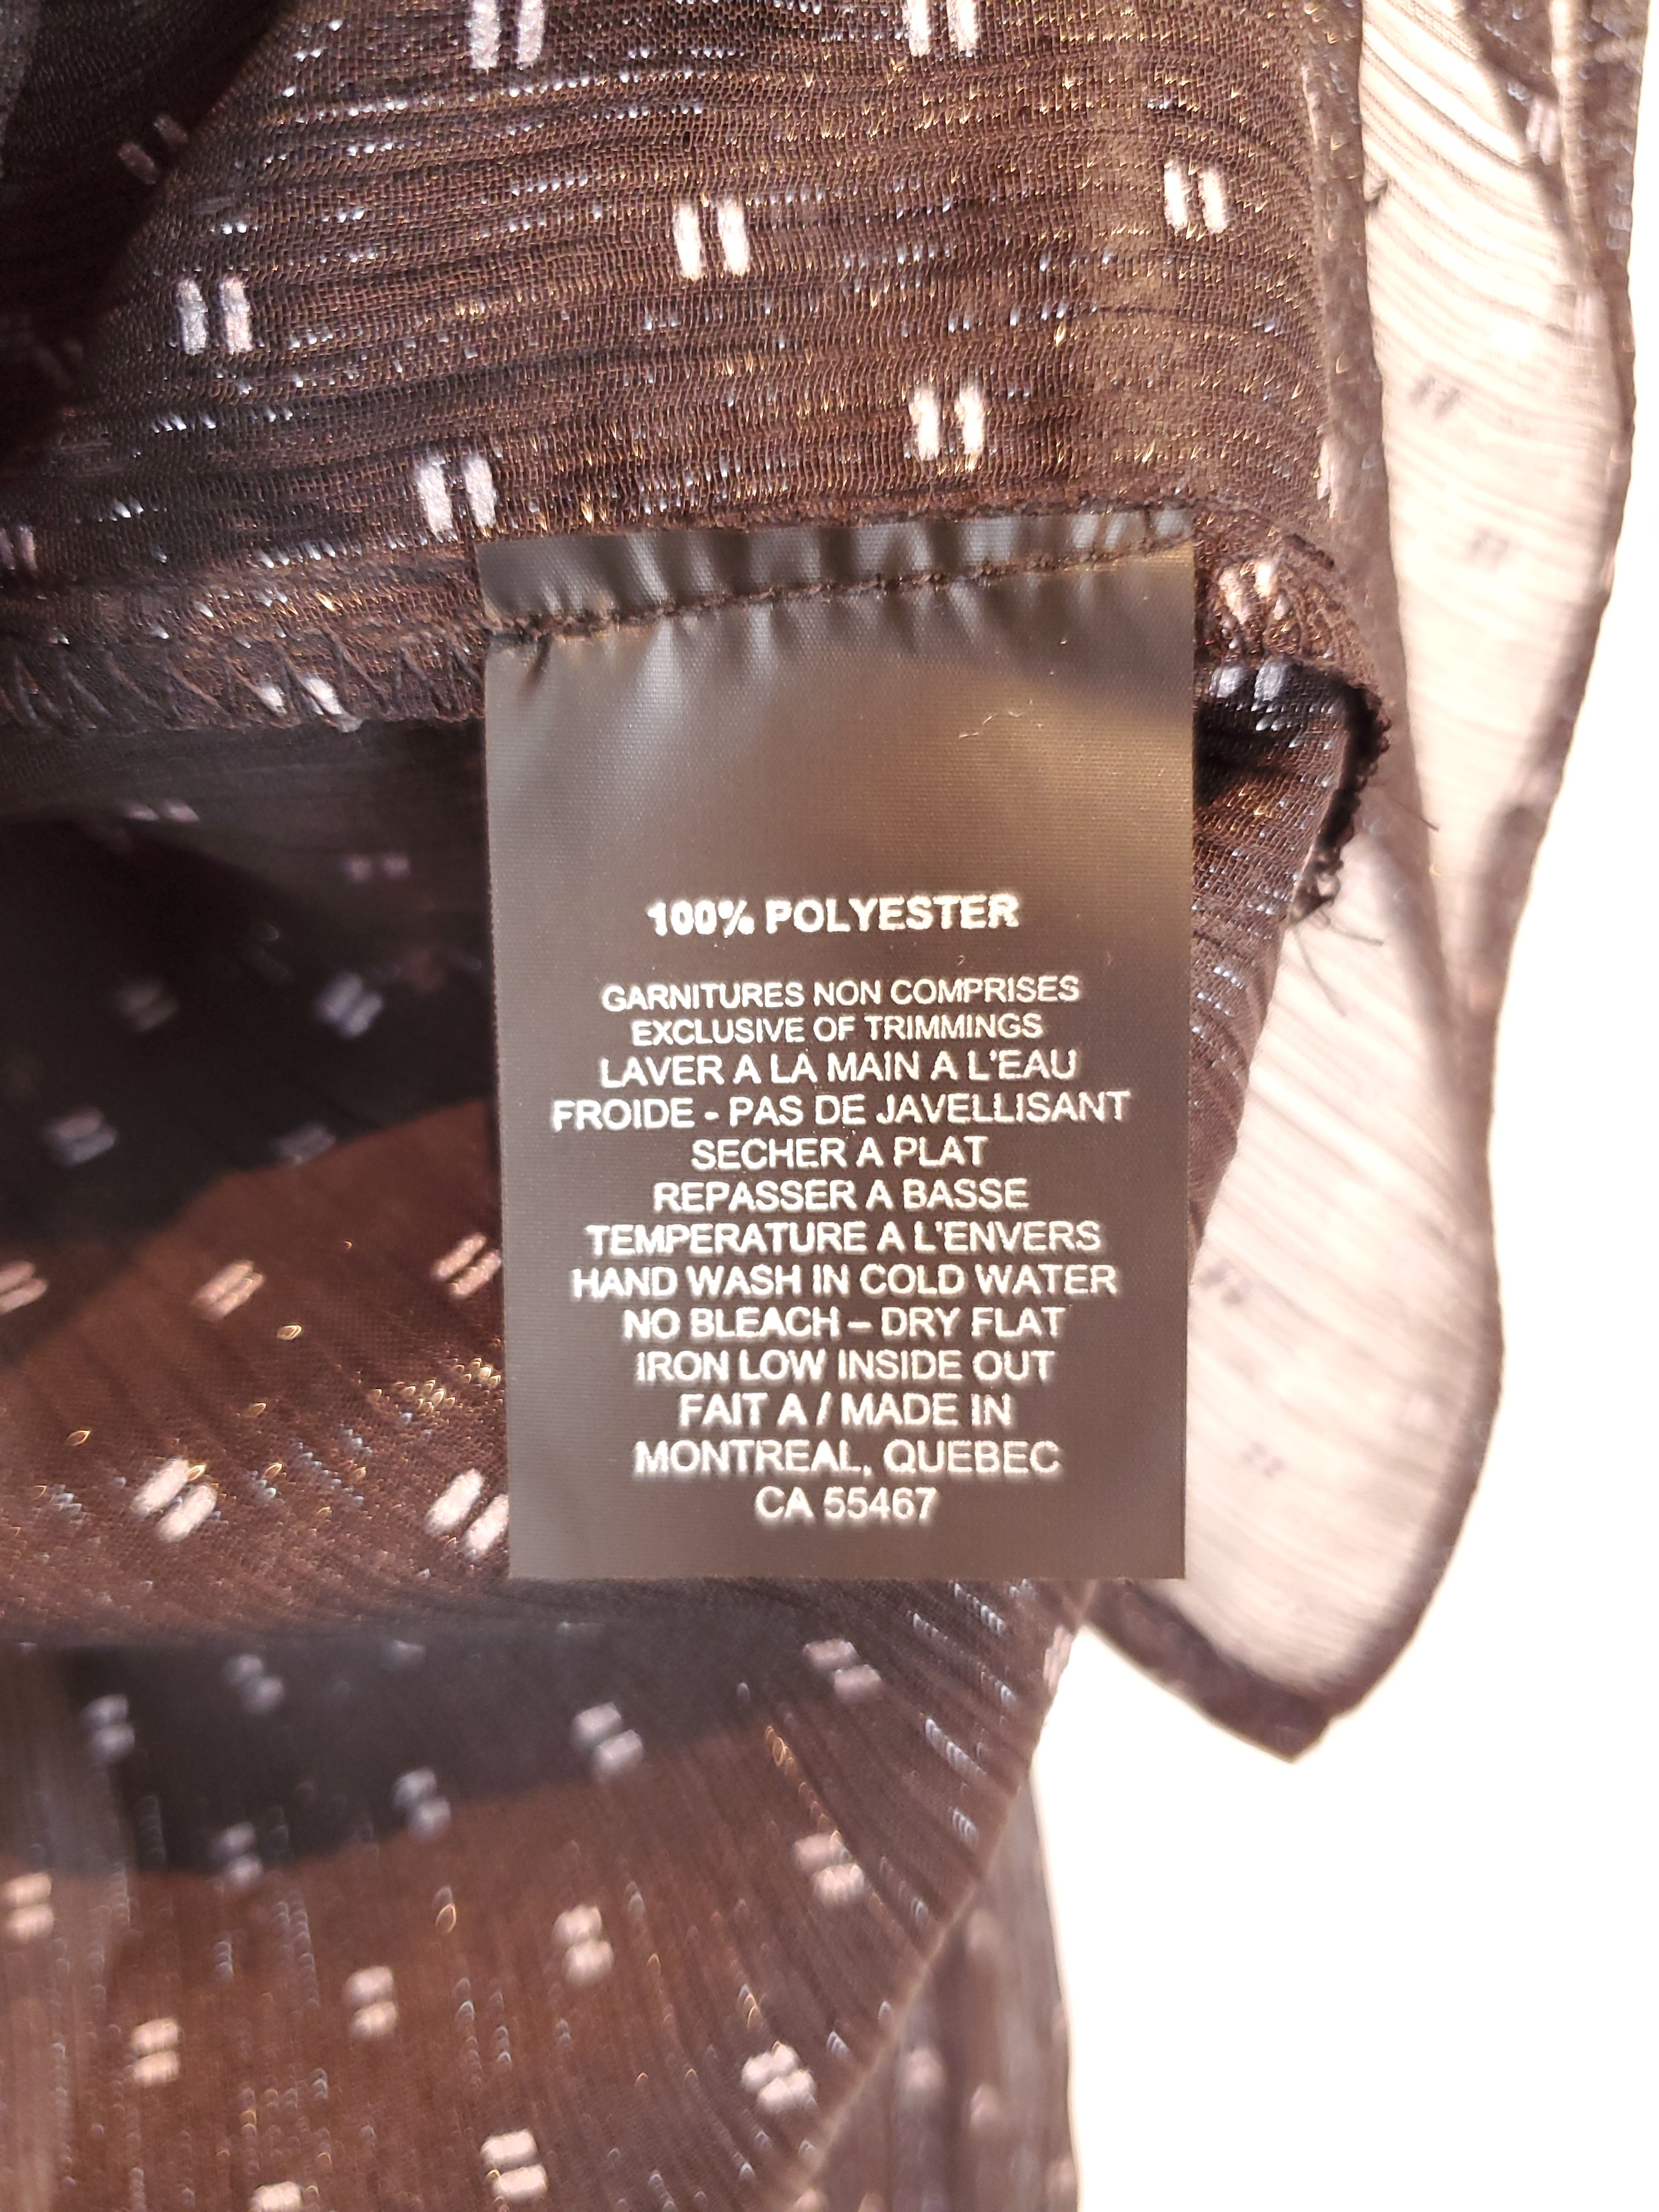 100% POLYESTER
GARNITURES NON COMPRISES
EXCLUSIVE OF TRIMMINGS
LAVER A LA MAIN A L'EAU
FROIDE - PAS DE JAVELLISANT
SECHER A PLAT
REPASSER A BASSE
TEMPERATURE A L'ENVERS
HAND WASH IN COLD WATER
NO BLEACH – DRY FLAT
IRON LOW INSIDE OUT
FAIT A / MADE IN
MONTREAL, QUEBEC
CA 55467